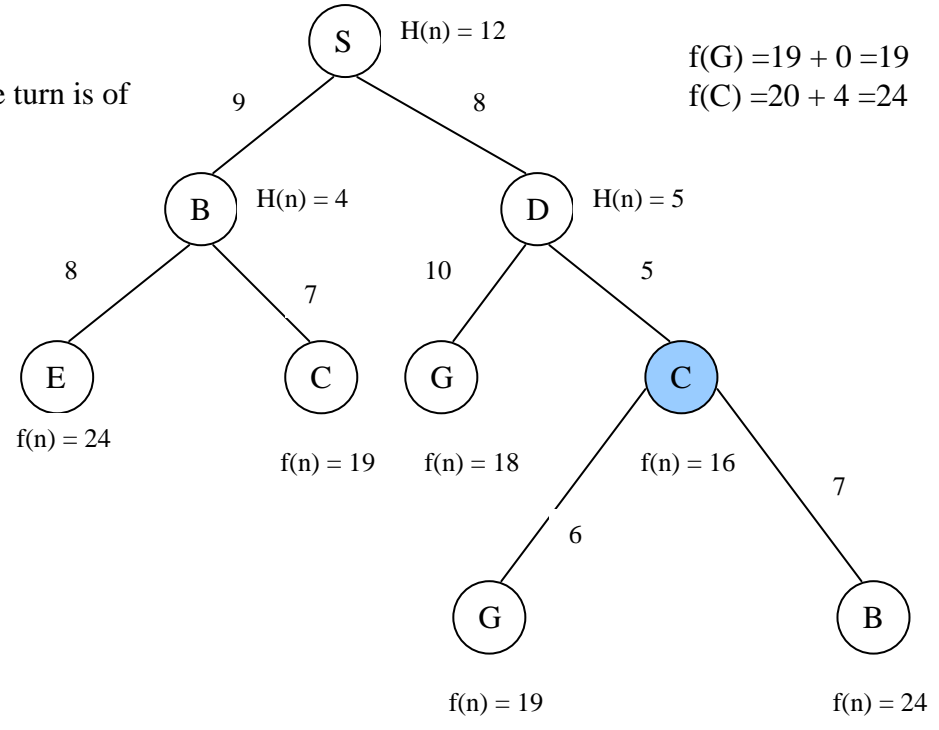 S
H(n) = 12
f(G) =19 + 0 =19
e turn is of
9
8
f(C) =20 + 4 =24
B
H(n) = 4
D
H(n) = 5
8
7
10
5
E
C
G
C
f(n) = 24
f(n) = 19
f(n) = 18
f(n) = 16
7
6
G
B
f(n) = 19
f(n) = 24